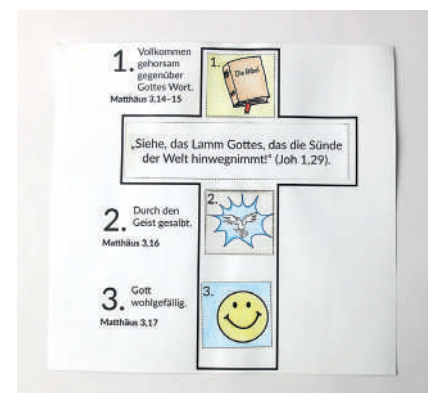 1. Vollkommen
gehorsam
gegenüber
Gottes Wort.
Matthäus 3,14–15
1.
Die Bibel
„Siehe, das Lamm Gottes, das die Sünde
der Welt hinwegnimmt!“ (Joh 1,29).
2. Durch den
Geist gesalbt.
Matthäus 3,16
2.
3. Gott
wohlgefällig.
Matthäus 3,17
3.